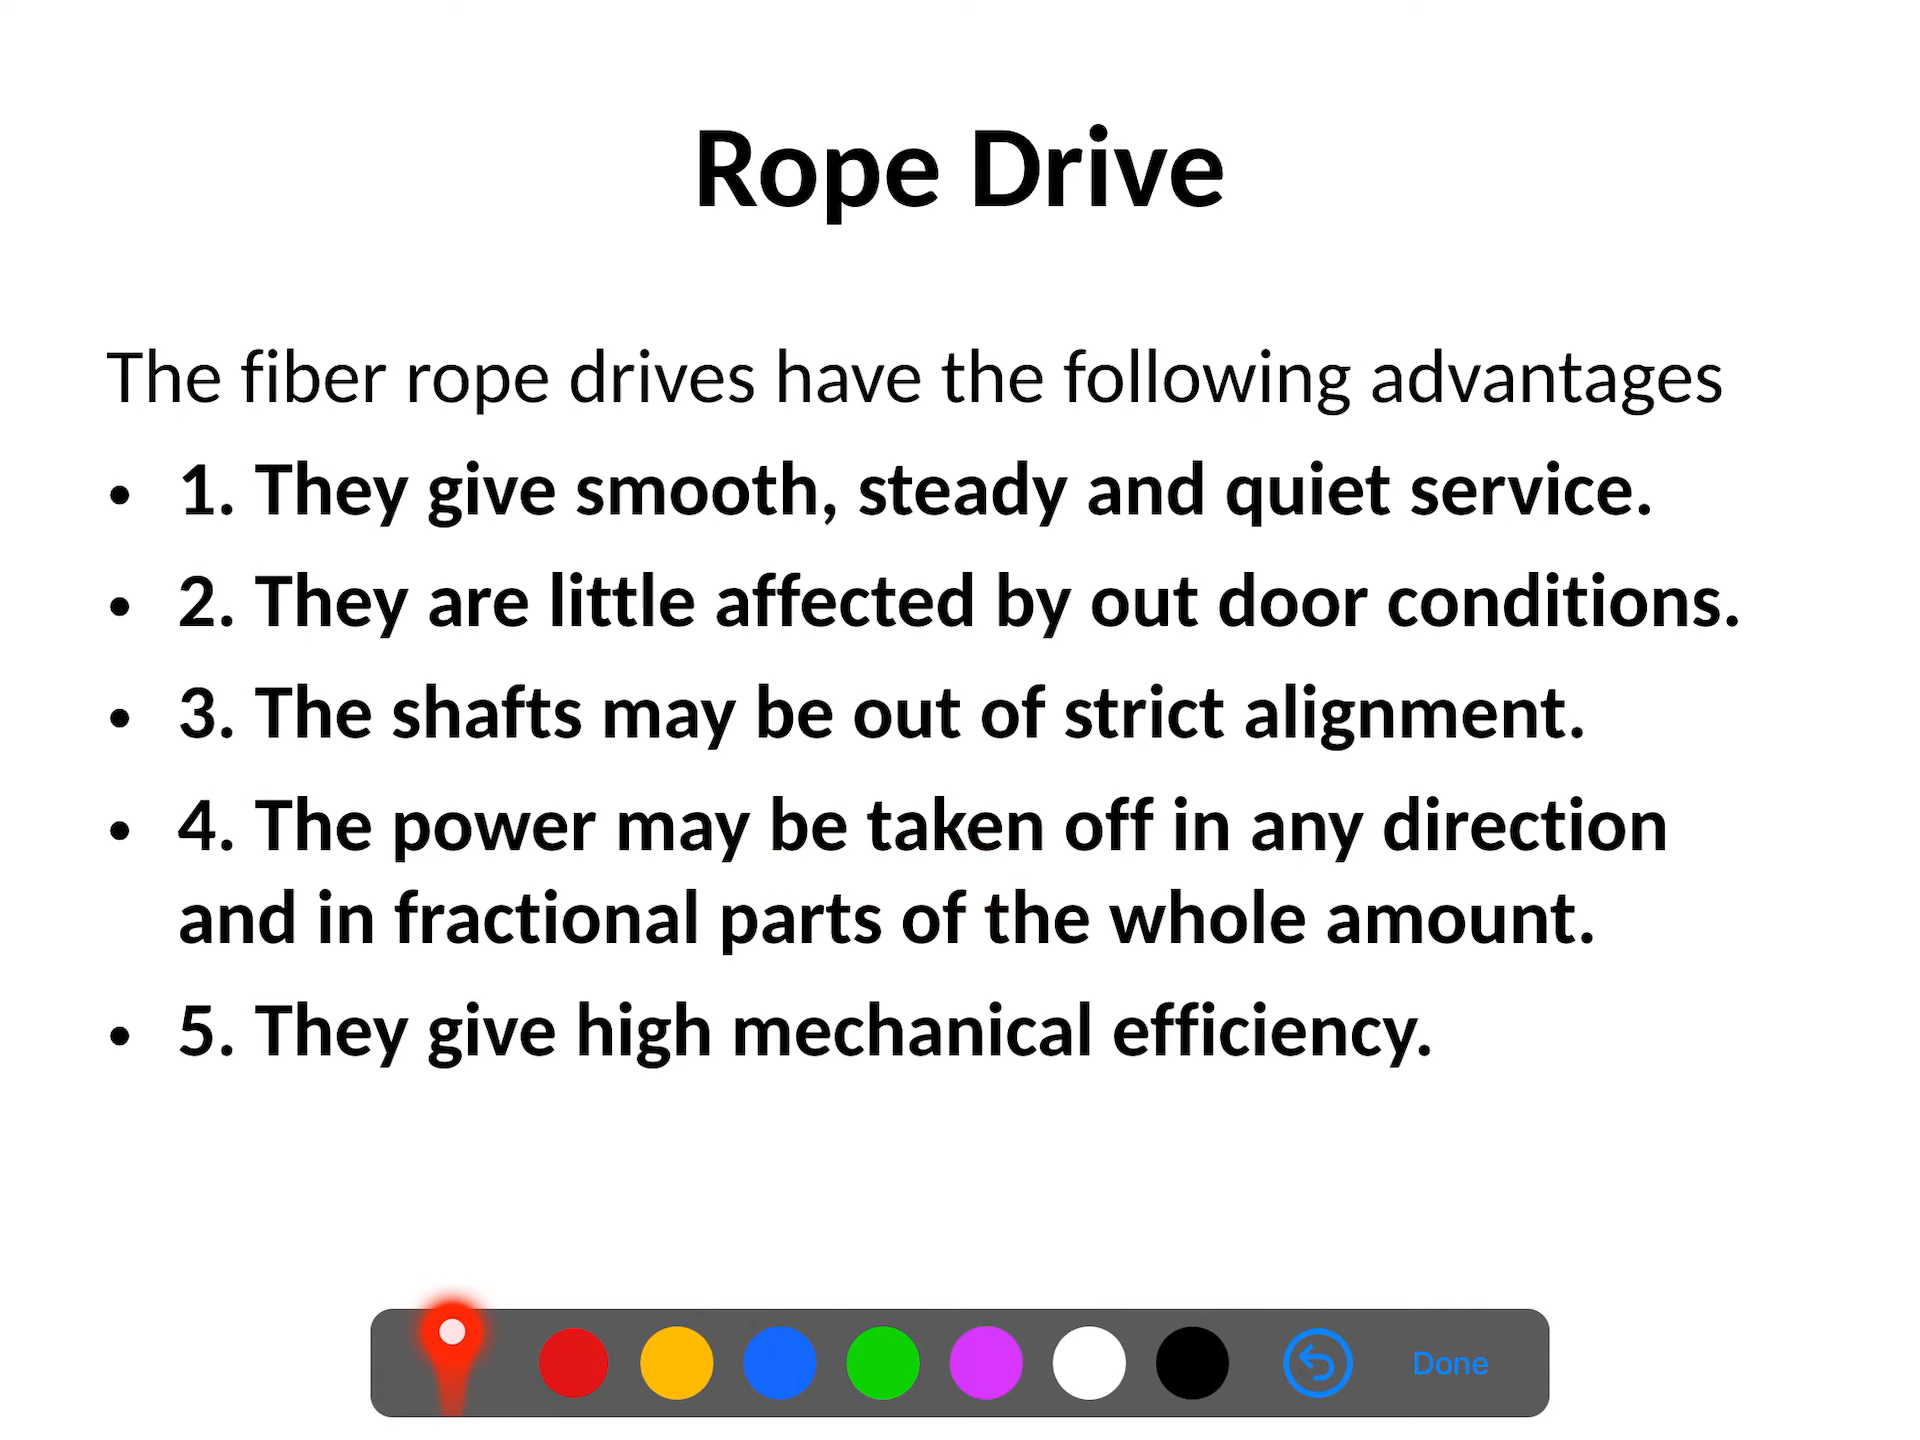 Rope Drive
The fiber rope drives have the following advantages
• 1. They give smooth, steady and quiet service.
• 2. They are little affected by out door conditions.
• 3. The shafts may be out of strict alignment.
• 4. The power may be taken off in any direction
and in fractional parts of the whole amount.
• 5. They give high mechanical efficiency.
Done